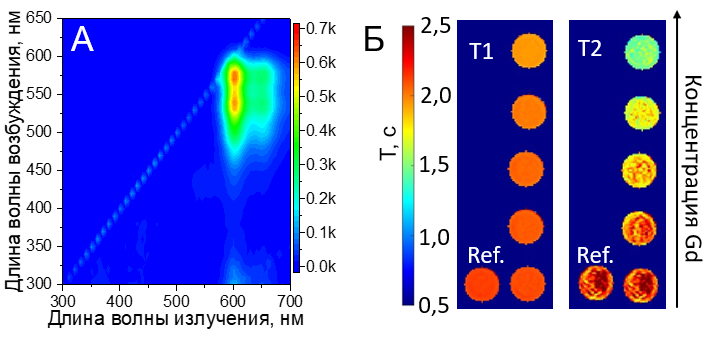 А
650
600
550
500
450
400
350
300
Длина волны возбуждения, нм
300
400
500
600
700
Длина волны излучения, нм
0.7k
0.6k
0.5k
0.4k
0.3k
0.2k
0.1k
0.0k
Б
2,5
2,0
1,5
1,0
0,5
Т, с
T1
Ref.
T2
Ref.
Концентрация Gd